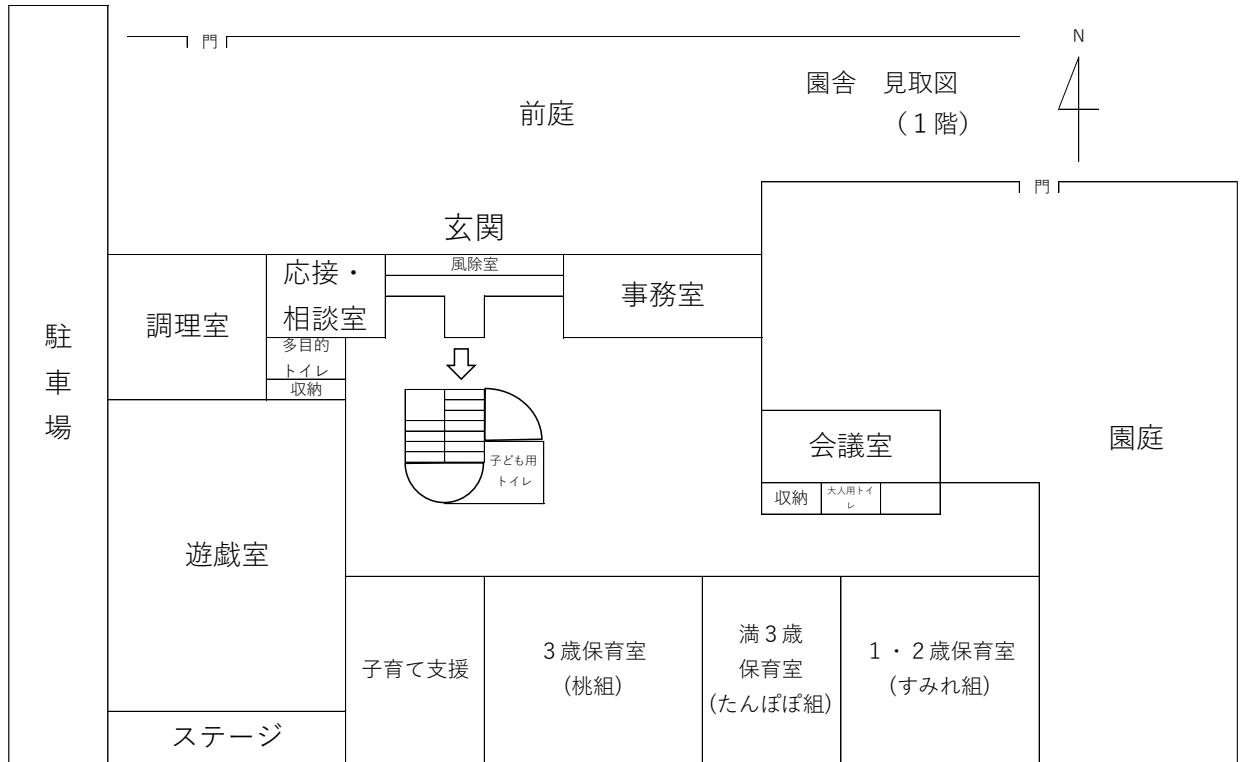 門
N
園舎　見取図
（１階）
前庭
門
玄関
風除室
応接・
相談室
事務室
調理室
多目的
トイレ
収納
駐車場
会議室
園庭
子ども用
トイレ
収納
大人用トイ
レ
遊戯室
子育て支援
３歳保育室
(桃組)
満３歳
保育室
(たんぽぽ組)
１・２歳保育室
(すみれ組)
ステージ